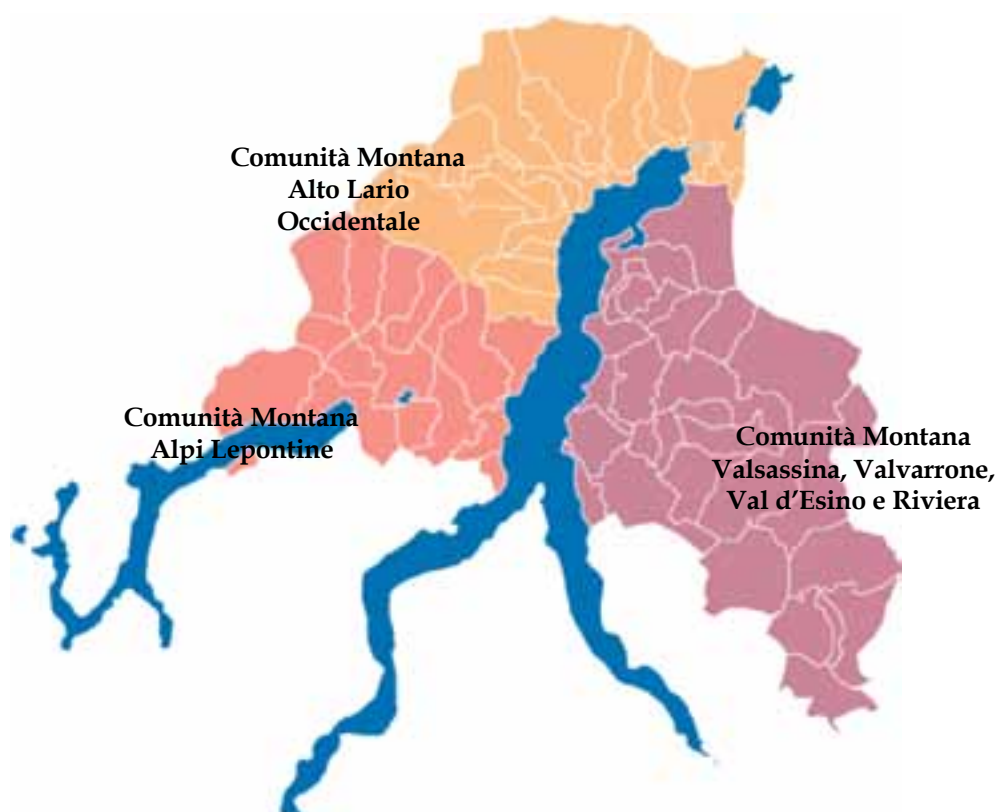 Comunità Montana
Alto Lario
Occidentale
Comunità Montana
Alpi Lepontine
Comunità Montana
Valsassina, Valvarrone,
Val d’Esino e Riviera